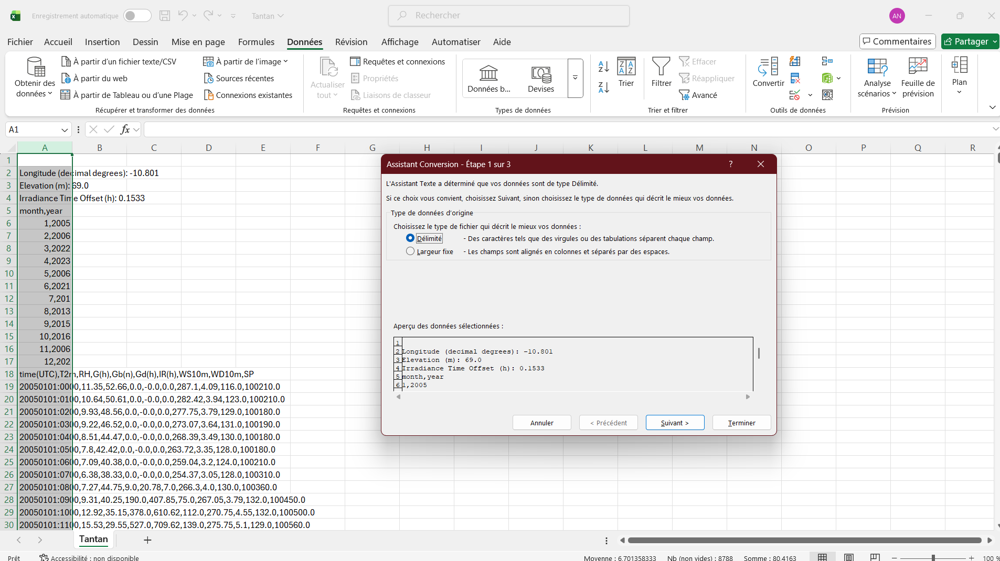 Enregistrement automatique
Tantan
Rechercher
AN
Fichier Accueil Insertion Dessin Mise en page Formules Données Révision Affichage Automatiser Aide
Commentaires
Partager
Obtenir des données
À partir d'un fichier texte/CSV
À partir du web
À partir de Tableau ou d'une Plage
À partir de l'image
Sources récentes
Connexions existantes
Récupérer et transformer des données
Actualiser tout
Requêtes et connexions
Propriétés
Liaisons de classeur
Requêtes et connexions
Données b...
Devises
Types de données
Trier
Filtrer
Effacer
Réappliquer
Avancé
Trier et filtrer
Convertir
Outils de données
Analyse scénarios
Feuille de prévision
Prévision
Plan
A1
fx
A B C D E F G H I J K L M N O P Q R
1
2 Longitude (decimal degrees): -10.801
3 Elevation (m): 69.0
4 Irradiance Time Offset (h): 0.1533
5 month,year
6 1,2005
7 2,2006
8 3,2022
9 4,2023
10 5,2006
11 6,2021
12 7,201
13 8,2013
14 9,2015
15 10,2016
16 11,2006
17 12,202
18 time(UTC),T2m,RH,G(h),Gb(n),Gd(h),IR(h),WS10m,WD10m,SP
19 20050101:0000,11.35,52.66,0.0,-0.0,0.0,287.1,4.09,116.0,100210.0
20 20050101:0100,10.64,50.61,0.0,-0.0,0.0,282.42,3.94,123.0,100210.0
21 20050101:0200,9.93,48.56,0.0,-0.0,0.0,277.75,3.79,129.0,100180.0
22 20050101:0300,9.22,46.52,0.0,-0.0,0.0,273.07,3.64,131.0,100190.0
23 20050101:0400,8.51,44.47,0.0,-0.0,0.0,268.39,3.49,130.0,100180.0
24 20050101:0500,7.8,42.42,0.0,-0.0,0.0,263.72,3.35,128.0,100180.0
25 20050101:0600,7.09,40.38,0.0,-0.0,0.0,259.04,3.2,124.0,100210.0
26 20050101:0700,6.38,38.33,0.0,-0.0,0.0,254.37,3.05,128.0,100310.0
27 20050101:0800,7.27,44.75,9.0,20.78,7.0,266.3,4.0,130.0,100360.0
28 20050101:0900,9.31,40.25,190.0,407.85,75.0,267.05,3.79,132.0,100450.0
29 20050101:1000,12.92,35.15,378.0,610.62,112.0,270.75,4.55,132.0,100500.0
30 20050101:1100,15.53,29.55,527.0,709.62,139.0,275.75,5.1,129.0,100560.0
Assistant Conversion - Étape 1 sur 3
?
L'Assistant Texte a déterminé que vos données sont de type Délimité.
Si ce choix vous convient, choisissez Suivant, sinon choisissez le type de données qui décrit le mieux vos données.
Type de données d'origine
Choisissez le type de fichier qui décrit le mieux vos données :
Délimité - Des caractères tels que des virgules ou des tabulations séparent chaque champ.
Largeur fixe - Les champs sont alignés en colonnes et séparés par des espaces.
Aperçu des données sélectionnées :
1
2 Longitude (decimal degrees): -10.801
3 Elevation (m): 69.0
4 Irradiance Time Offset (h): 0.1533
5 month,year
6 1,2005
Annuler
< Précédent
Suivant >
Terminer
Tantan
Prêt
Accessibilité : non disponible
Moyenne : 6,701358333 Nb (non vides) : 8788 Somme : 80,4163
100 %